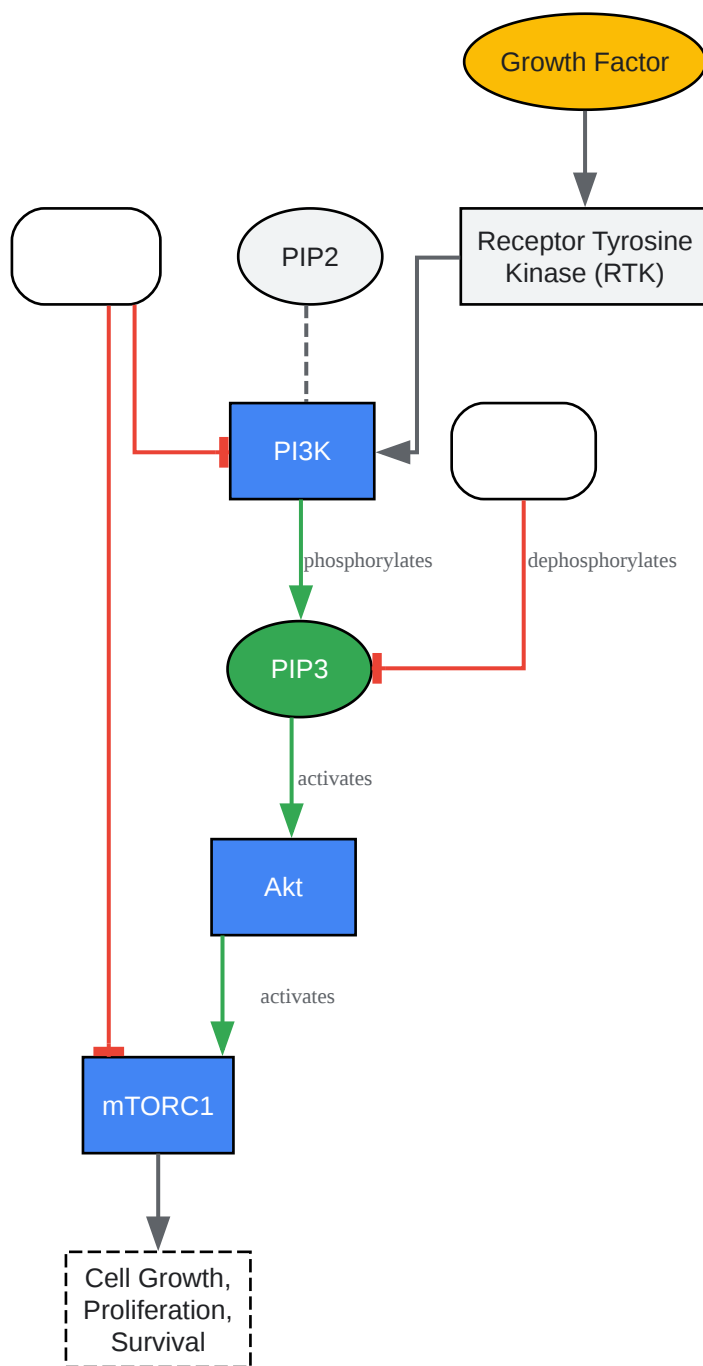 Growth Factor
Receptor Tyrosine
Kinase (RTK)
PIP2
PI3K
phosphorylates
dephosphorylates
PIP3
activates
Akt
activates
mTORC1
Cell Growth,
Proliferation,
Survival